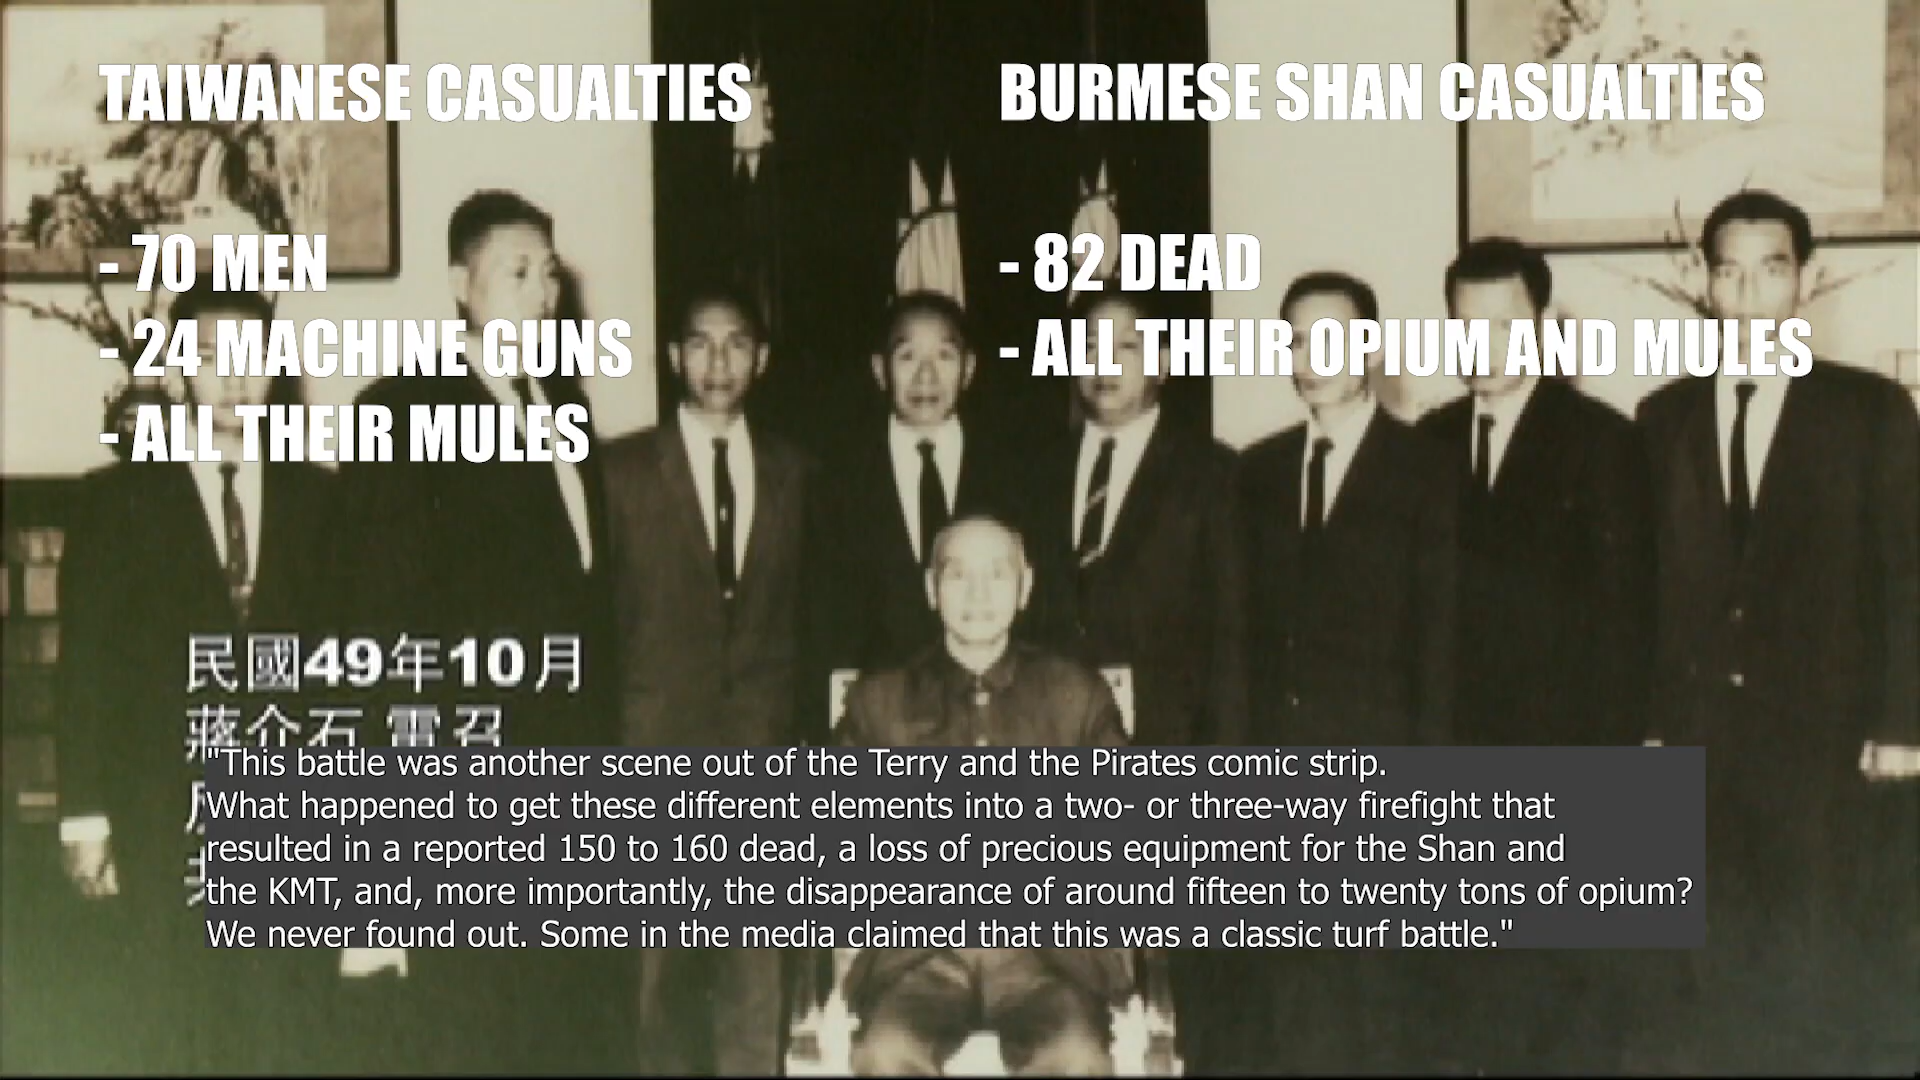 TAIWANESE CASUALTIES
- 70 MEN
- 24 MACHINE GUNS
- ALL THEIR MULES
BURMESE SHAN CASUALTIES
- 82 DEAD
- ALL THEIR OPIUM AND MULES
民國49年10月
蔣介石 電召
"This battle was another scene out of the Terry and the Pirates comic strip.
What happened to get these different elements into a two- or three-way firefight that
resulted in a reported 150 to 160 dead, a loss of precious equipment for the Shan and
the KMT, and, more importantly, the disappearance of around fifteen to twenty tons of opium?
We never found out. Some in the media claimed that this was a classic turf battle."